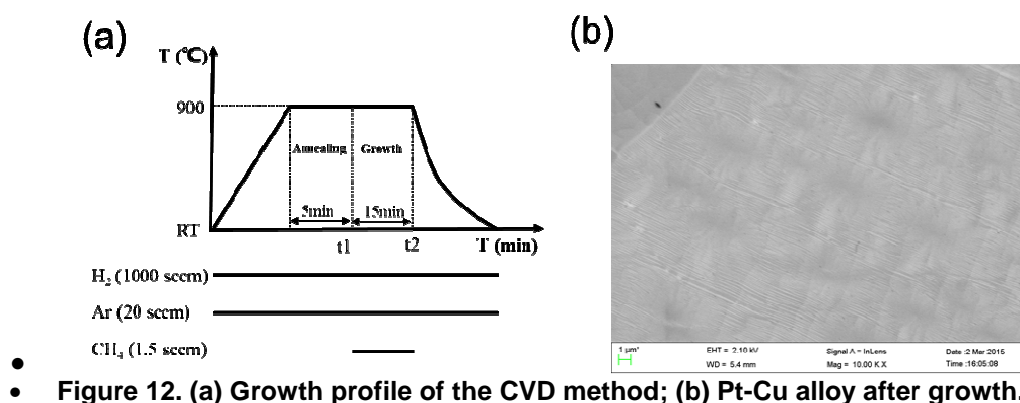 (a)
T (℃)
900
Annealing
Growth
5min
15min
RT
t1
t2
T (min)
H₂ (1000 sccm)
Ar (20 sccm)
CH₄ (1.5 sccm)
(b)
1 µm*
EHT = 2.10 kV
Signal A = InLens
Date :2 Mar 2015
WD = 5.4 mm
Mag = 10.00 K X
Time :16:05:08
• Figure 12. (a) Growth profile of the CVD method; (b) Pt-Cu alloy after growth.